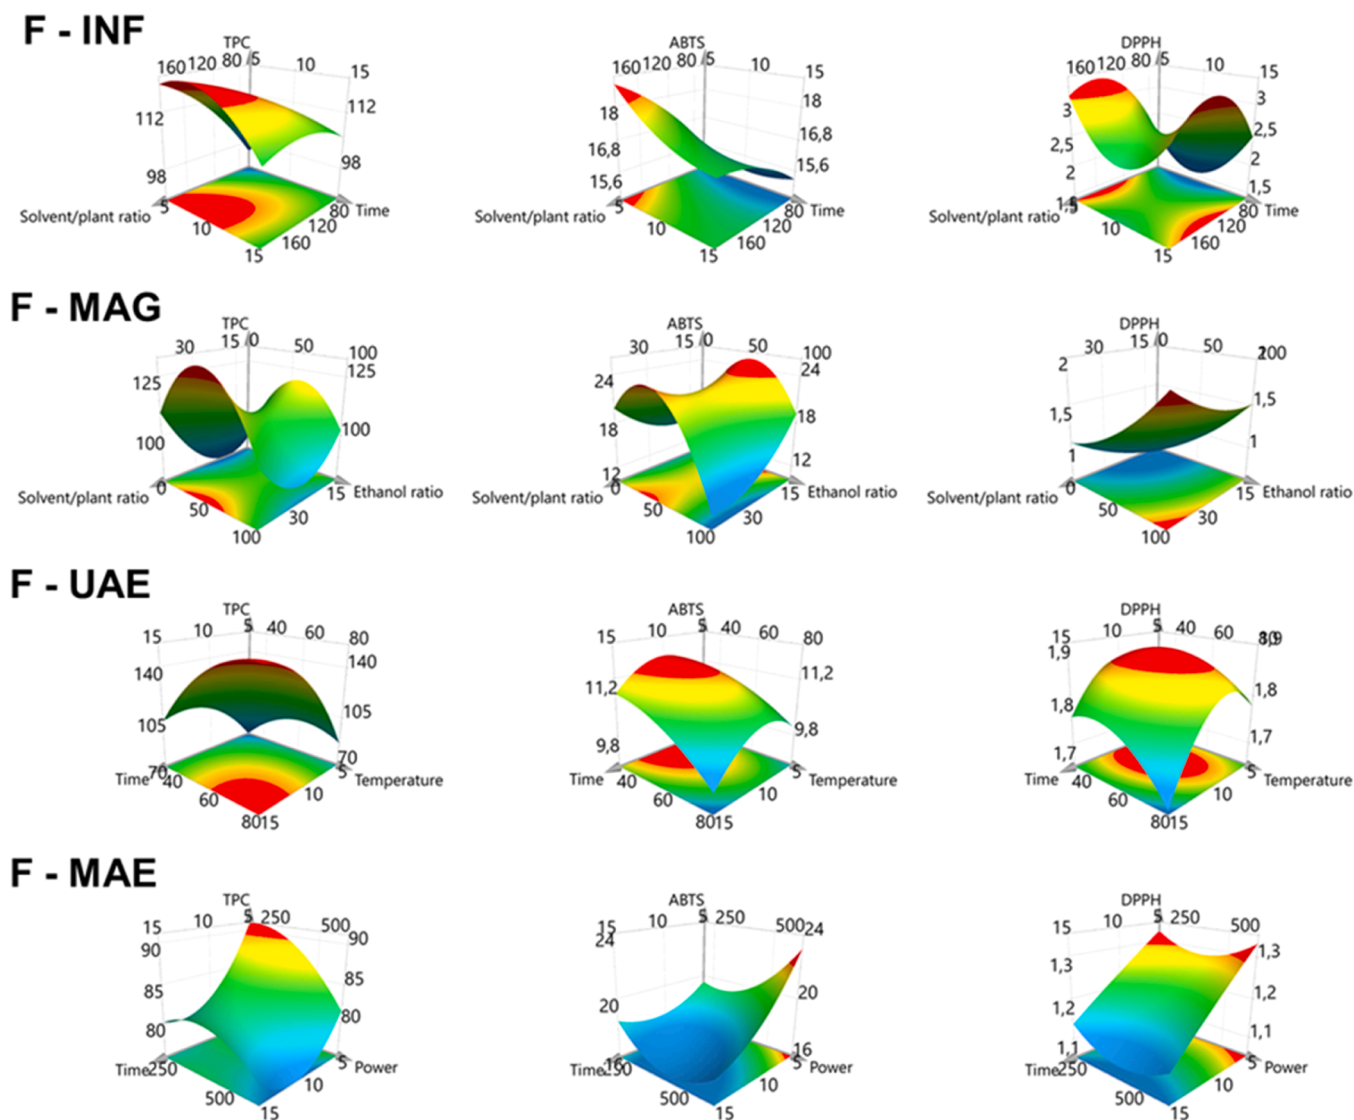 F - INF
TPC ABTS DPPH
160 120 80 5 10 15 160 120 80 5 10 15 160 120 80 5 10 15
112 112 18 18 3 3
16,8 16,8 2,5 2,5
98 98 15,6 15,6 2 2
1,5 1,5
Solvent/plant ratio 5 10 15 160 120 80 Time
Solvent/plant ratio 5 10 15 160 120 80 Time
Solvent/plant ratio 5 10 15 160 120 80 Time
F - MAG
TPC ABTS DPPH
30 15 0 50 100 30 15 0 50 100 30 15 0 50 100
125 125 24 24 2
100 100 18 18 1,5 1,5
12 12 1 1
Solvent/plant ratio 0 50 100 30 15 Ethanol ratio
Solvent/plant ratio 0 50 100 30 15 Ethanol ratio
Solvent/plant ratio 0 50 100 30 15 Ethanol ratio
F - UAE
TPC ABTS DPPH
15 10 5 40 60 80 15 10 5 40 60 80 15 10 5 40 60
140 140 11,2 11,2 1,9
105 105 9,8 9,8 1,8 1,8
70 70 1,7 1,7
Time 40 60 80 15 10 5 Temperature
Time 40 60 80 15 10 5 Temperature
Time 40 60 80 15 10 5 Temperature
F - MAE
TPC ABTS DPPH
15 10 5 250 500 15 10 5 250 500 15 10 5 250 500
90 90 24 24 1,3 1,3
85 85 20 20 1,2 1,2
80 80 16 1,1 1,1
Time 250 500 15 10 5 Power
Time 500 15 10 5 Power
Time 250 500 15 10 5 Power